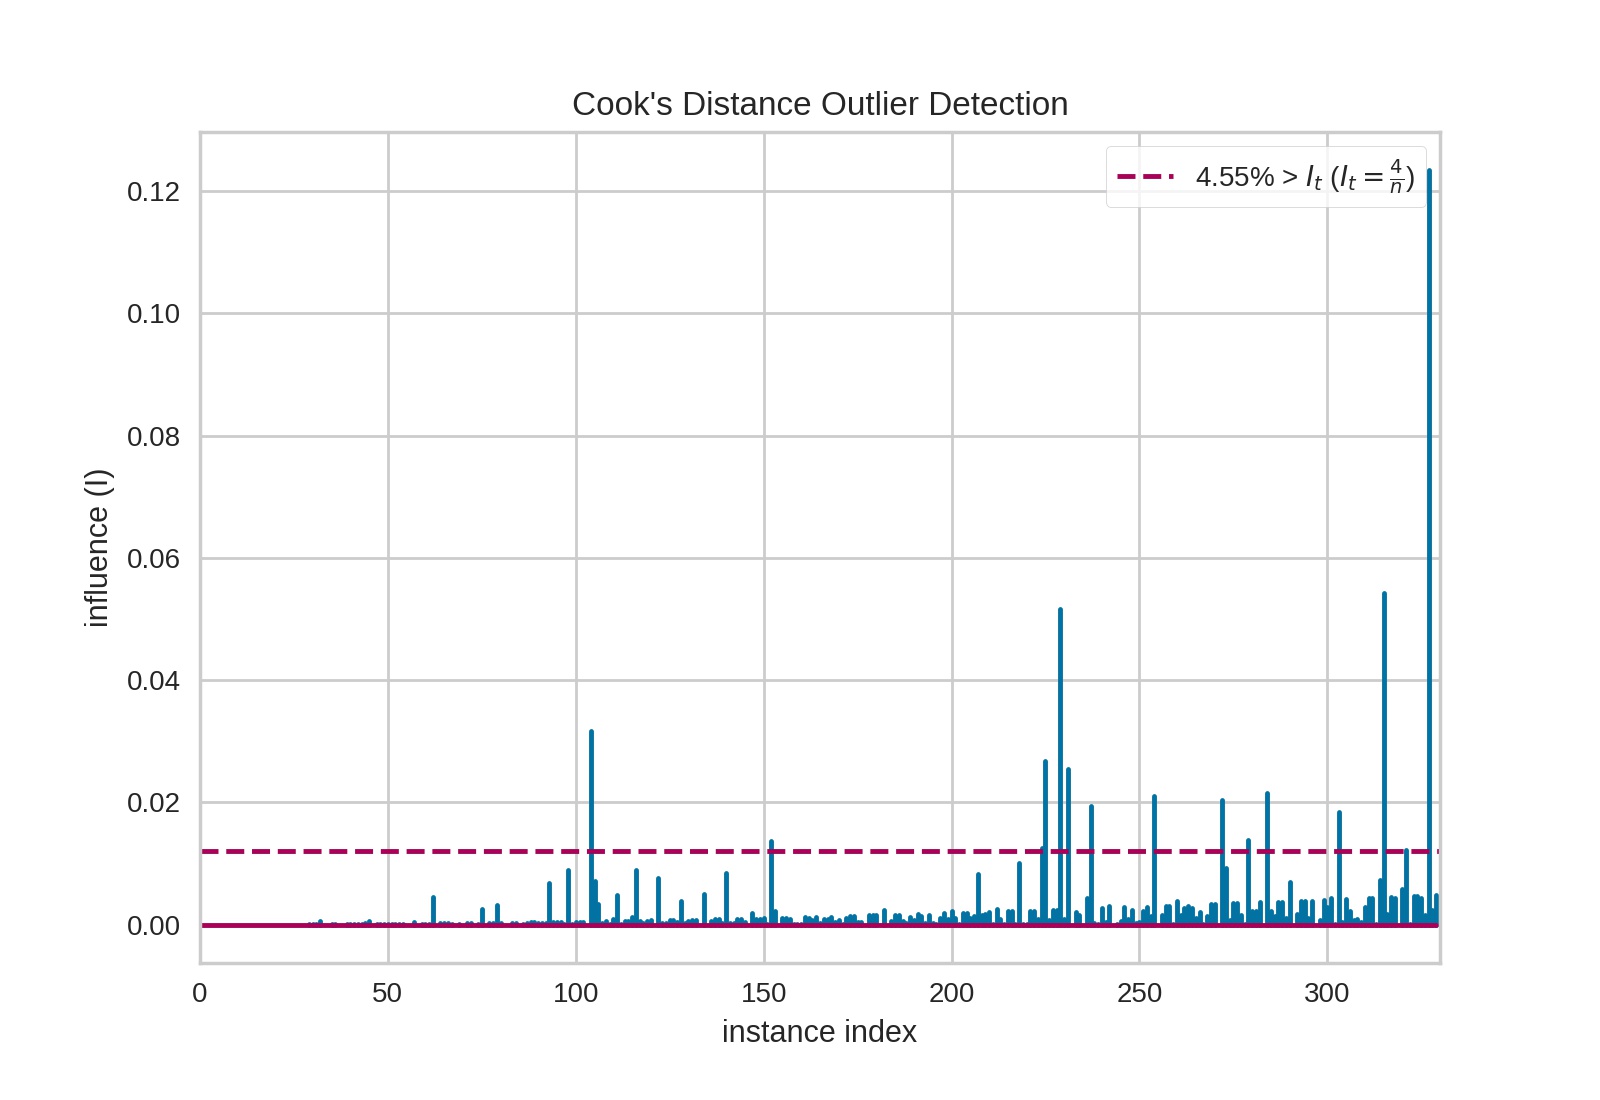 Cook's Distance Outlier Detection
4.55% > I_t (I_t = 4/n)
0.12
0.10
0.08
0.06
0.04
0.02
0.00
influence (I)
0 50 100 150 200 250 300
instance index